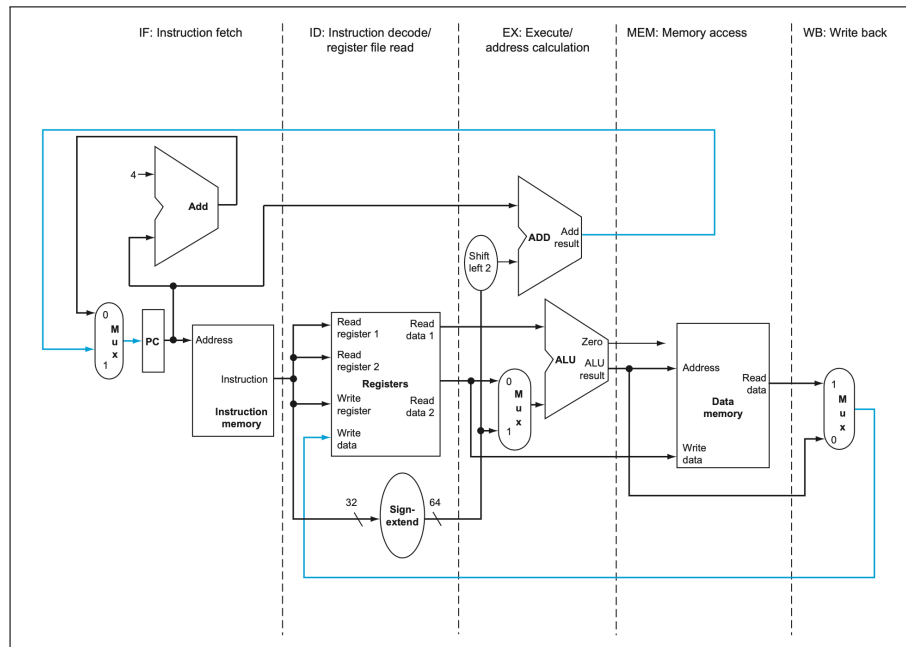 IF: Instruction fetch
ID: Instruction decode/
register file read
EX: Execute/
address calculation
MEM: Memory access
WB: Write back
4
Add
ADD
Add
result
Shift
left 2
0
M
u
x
1
PC
Address
Instruction
Instruction
memory
Read
register 1
Read
register 2
Write
register
Write
data
Registers
Read
data 1
Read
data 2
0
M
u
x
1
Zero
ALU
ALU
result
Address
Read
data
Data
memory
Write
data
1
M
u
x
0
32
Sign-
extend
64